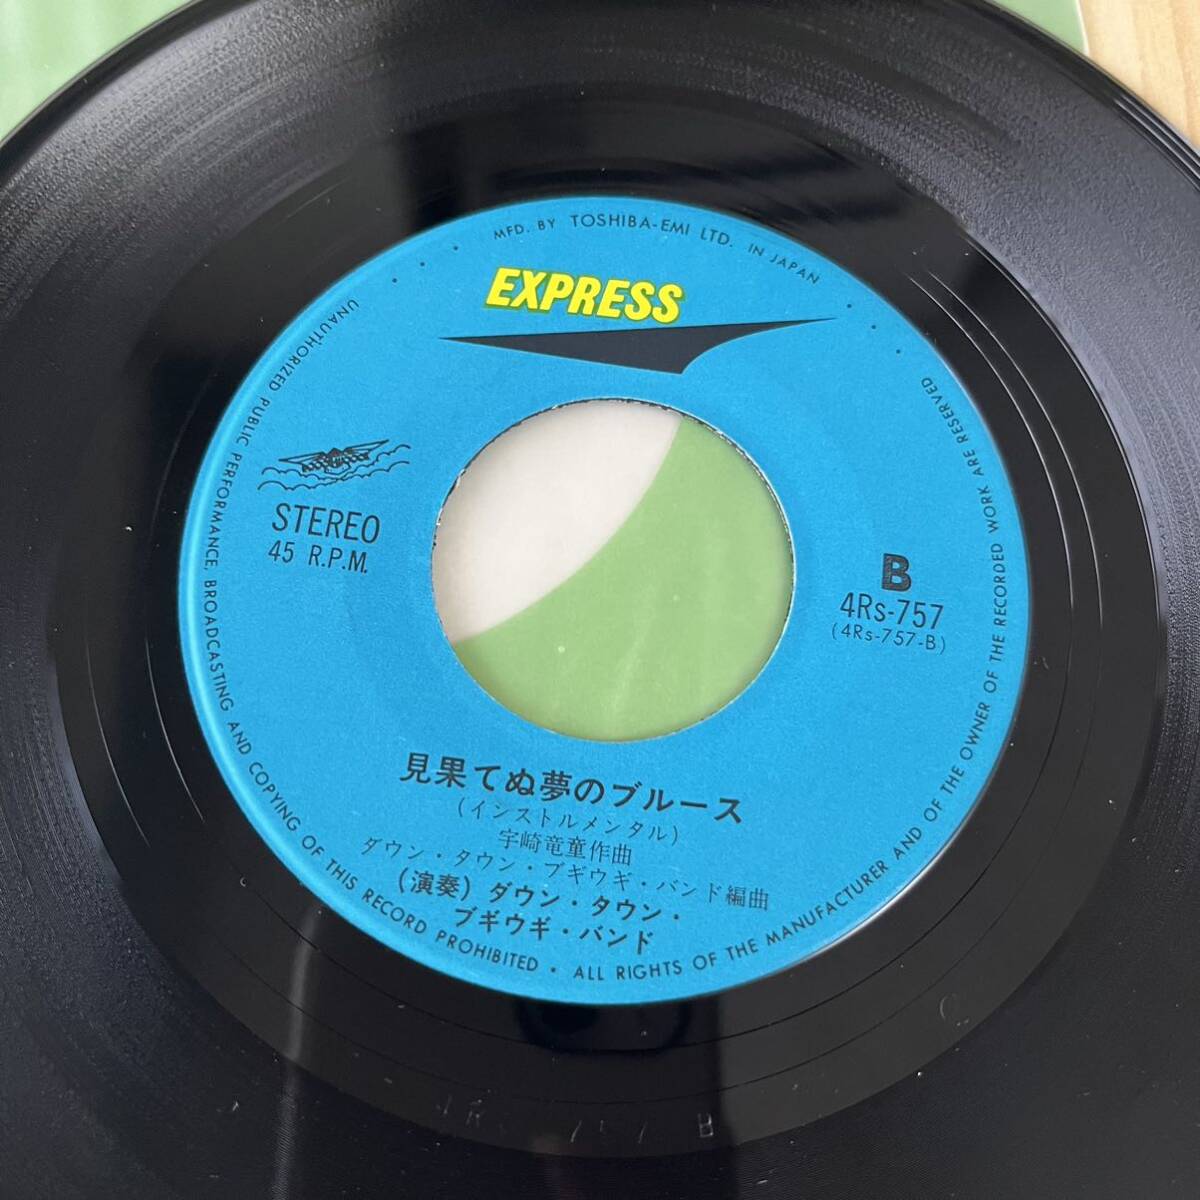 MFD. BY TOSHIBA-EMI LTD. IN JAPAN
EXPRESS
STEREO
45 R.P.M.
B
4Rs-757
(4Rs-757-B)
見果てぬ夢のブルース
(インストルメンタル)
宇崎竜童作曲
ダウン・タウン・ブギウギ・バンド編曲
(演奏) ダウン・タウン・
ブギウギ・バンド
UNAUTHORIZED PUBLIC PERFORMANCE, BROADCASTING AND COPYING OF THIS RECORD PROHIBITED • ALL RIGHTS OF THE MANUFACTURER AND OF THE OWNER OF THE RECORDED WORK ARE RESERVED
757 B